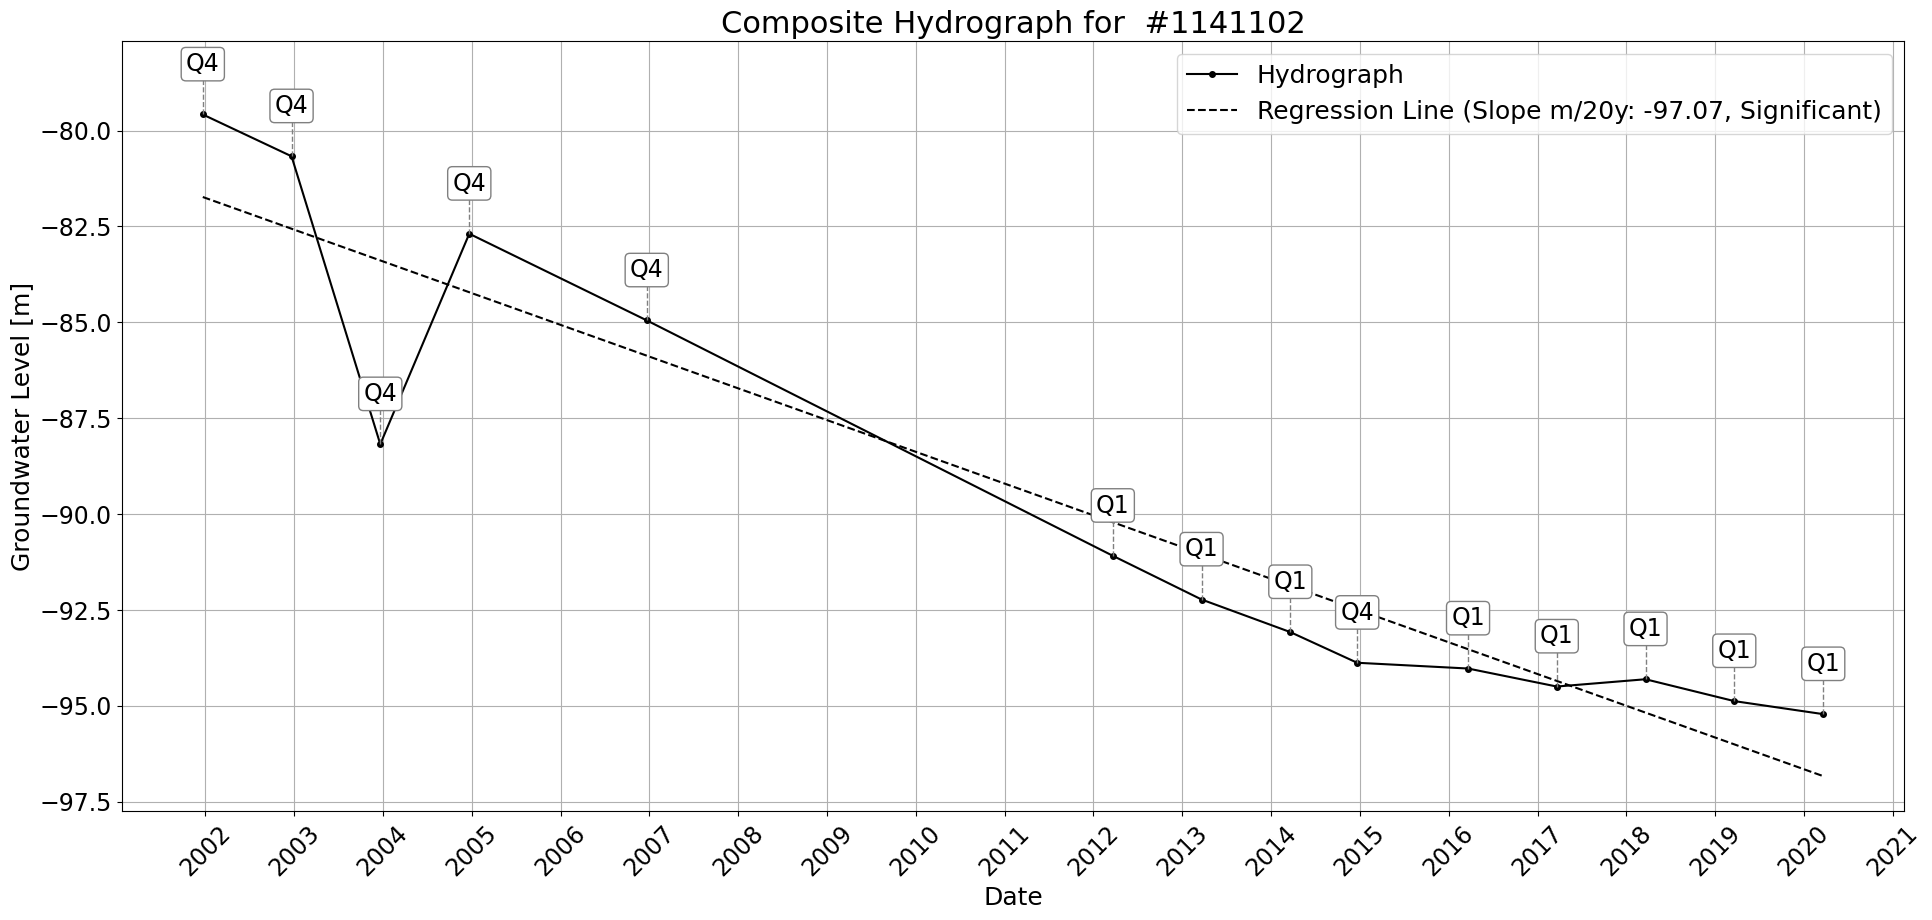 Composite Hydrograph for  #1141102
Hydrograph
Regression Line (Slope m/20y: -97.07, Significant)
Groundwater Level [m]
−80.0
−82.5
−85.0
−87.5
−90.0
−92.5
−95.0
−97.5
Q4
Q4
Q4
Q4
Q4
Q1
Q1
Q1
Q4
Q1
Q1
Q1
Q1
Q1
2002
2003
2004
2005
2006
2007
2008
2009
2010
2011
2012
2013
2014
2015
2016
2017
2018
2019
2020
2021
Date